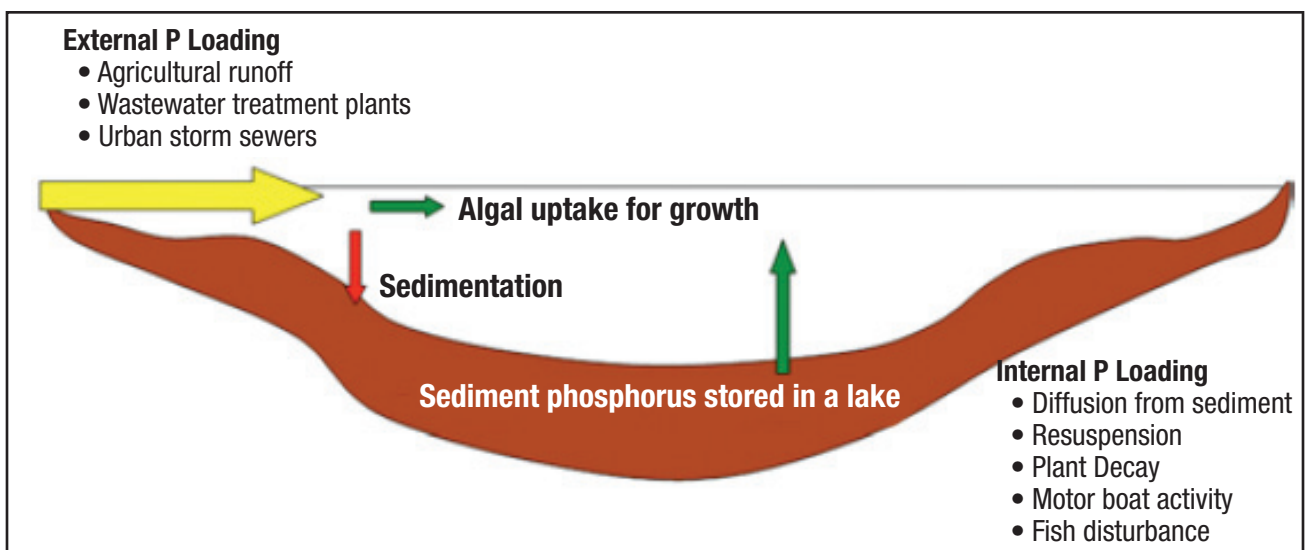 External P Loading
• Agricultural runoff
• Wastewater treatment plants
• Urban storm sewers
Algal uptake for growth
Sedimentation
Sediment phosphorus stored in a lake
Internal P Loading
• Diffusion from sediment
• Resuspension
• Plant Decay
• Motor boat activity
• Fish disturbance